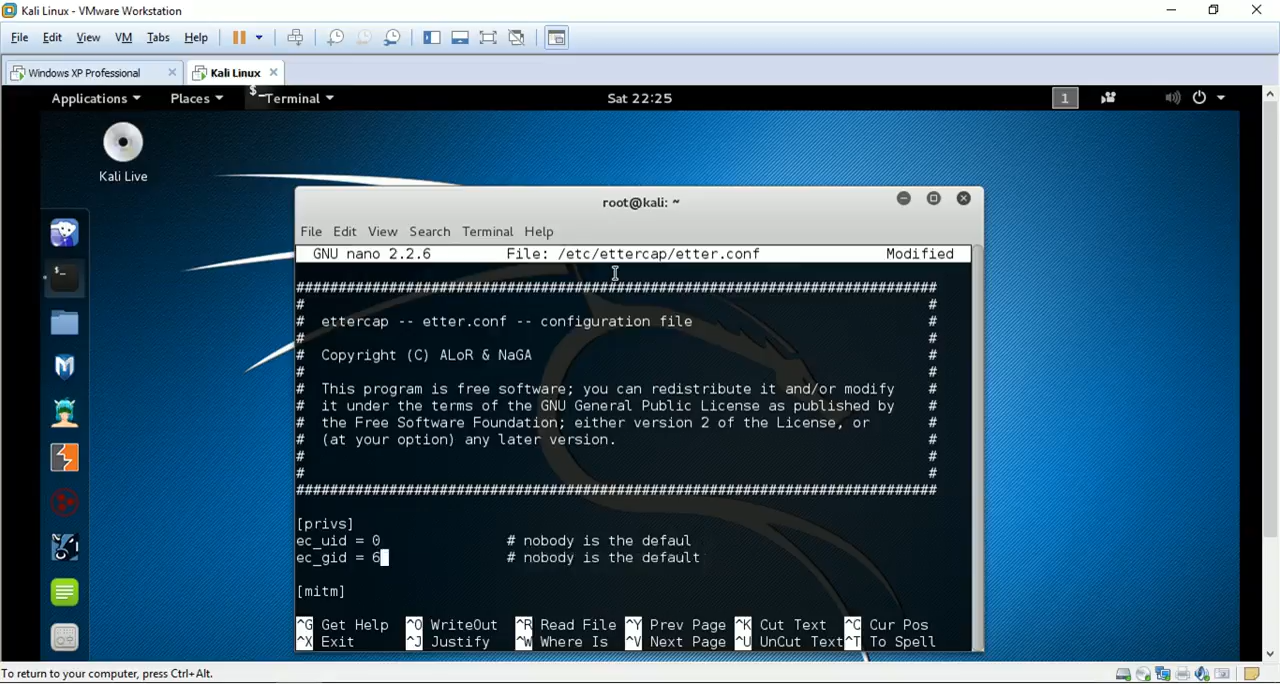 Kali Linux - VMware Workstation
File Edit View VM Tabs Help
Windows XP Professional Kali Linux
Applications Places Terminal Sat 22:25 1
Kali Live
root@kali: ~
File Edit View Search Terminal Help
GNU nano 2.2.6 File: /etc/ettercap/etter.conf Modified
############################################################################
# #
# ettercap -- etter.conf -- configuration file #
# #
# Copyright (C) ALoR & NaGA #
# #
# This program is free software; you can redistribute it and/or modify #
# it under the terms of the GNU General Public License as published by #
# the Free Software Foundation; either version 2 of the License, or #
# (at your option) any later version. #
# #
# #
############################################################################
[privs]
ec_uid = 0 # nobody is the defaul
ec_gid = 6 # nobody is the default
[mitm]
^G Get Help ^O WriteOut ^R Read File ^Y Prev Page ^K Cut Text ^C Cur Pos
^X Exit ^J Justify ^W Where Is ^V Next Page ^U UnCut Text ^T To Spell
To return to your computer, press Ctrl+Alt.